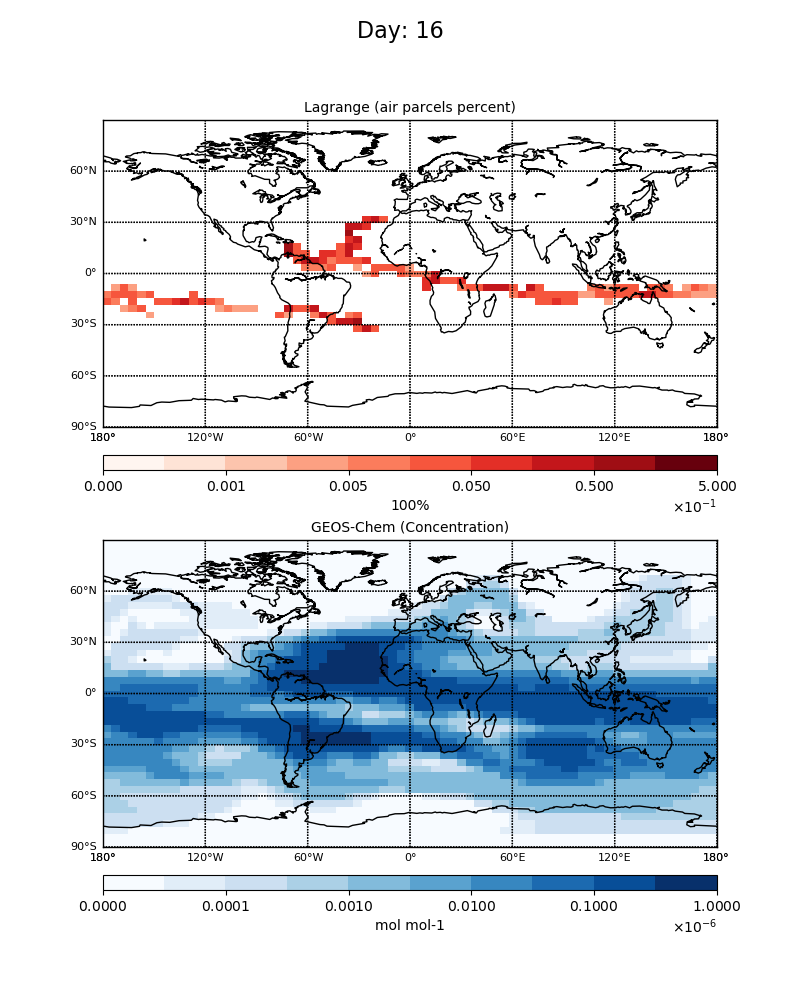 Day: 16
Lagrange (air parcels percent)
60°N
30°N
0°
30°S
60°S
90°S
180° 120°W 60°W 0° 60°E 120°E 180°
0.000 0.001 0.005 0.050 0.500 5.000
100% ×10⁻¹
GEOS-Chem (Concentration)
60°N
30°N
0°
30°S
60°S
90°S
180° 120°W 60°W 0° 60°E 120°E 180°
0.0000 0.0001 0.0010 0.0100 0.1000 1.0000
mol mol-1 ×10⁻⁶